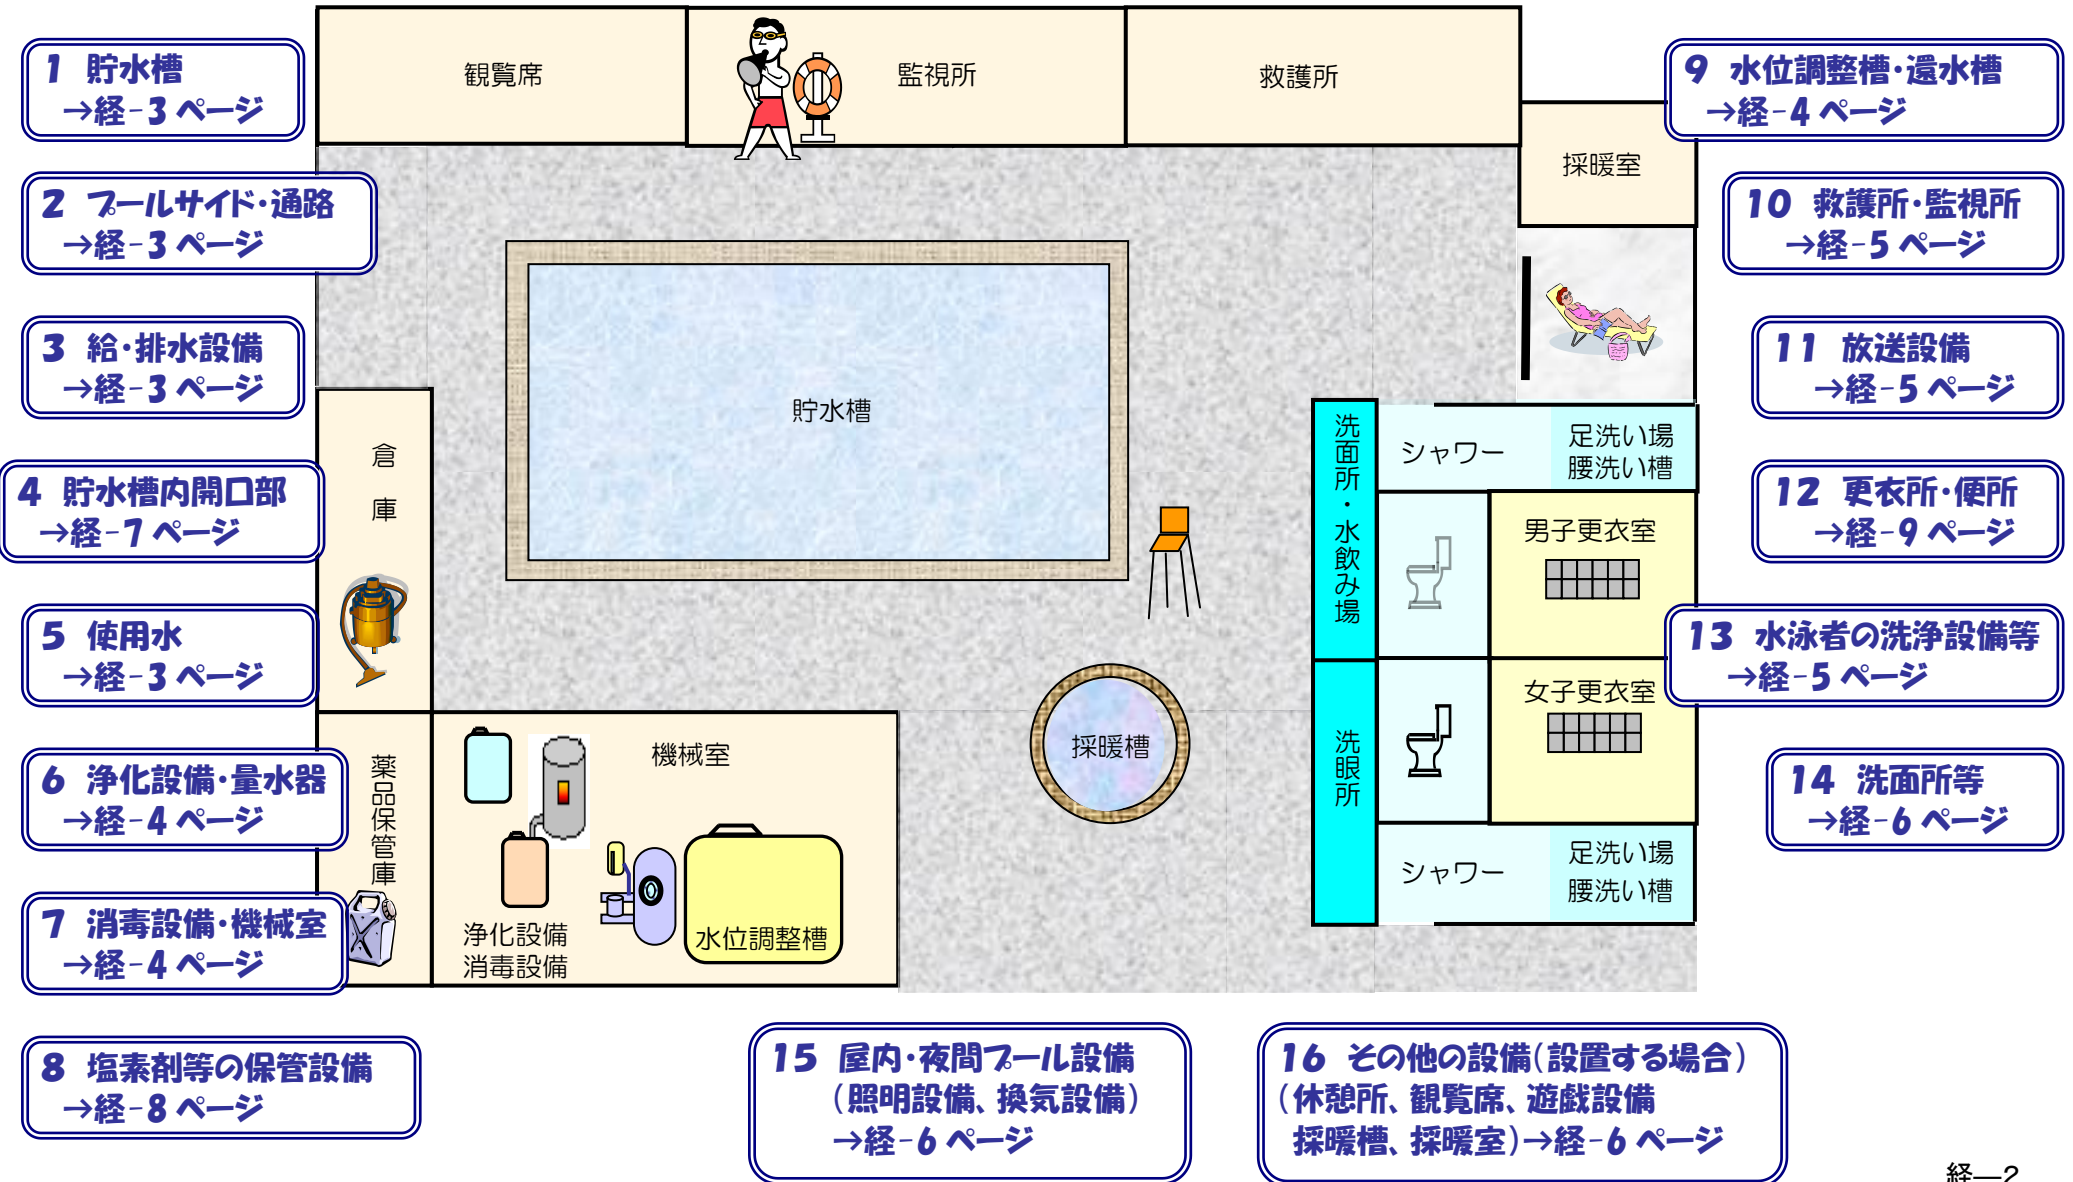 1 貯水槽
→経-3 ページ
2 プールサイド・通路
→経-3 ページ
3 給・排水設備
→経-3 ページ
4 貯水槽内開口部
→経-7 ページ
5 使用水
→経-3 ページ
6 浄化設備・量水器
→経-4 ページ
7 消毒設備・機械室
→経-4 ページ
8 塩素剤等の保管設備
→経-8 ページ
観覧席
監視所
救護所
採暖室
貯水槽
倉庫
薬品保管庫
機械室
浄化設備
消毒設備
水位調整槽
採暖槽
洗面所・水飲み場
洗眼所
シャワー
足洗い場
腰洗い槽
男子更衣室
女子更衣室
シャワー
足洗い場
腰洗い槽
9 水位調整槽・還水槽
→経-4 ページ
10 救護所・監視所
→経-5 ページ
11 放送設備
→経-5 ページ
12 更衣所・便所
→経-9 ページ
13 水泳者の洗浄設備等
→経-5 ページ
14 洗面所等
→経-6 ページ
15 屋内・夜間プール設備
(照明設備、換気設備)
→経-6 ページ
16 その他の設備(設置する場合)
(休憩所、観覧席、遊戯設備
採暖槽、採暖室)→経-6 ページ
経―2